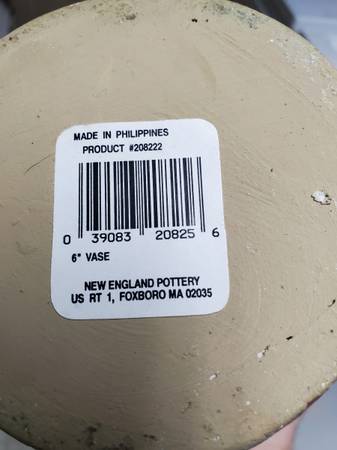 MADE IN PHILIPPINES
PRODUCT #208222
0 39083 20825 6
6" VASE
NEW ENGLAND POTTERY
US RT 1, FOXBORO MA 02035